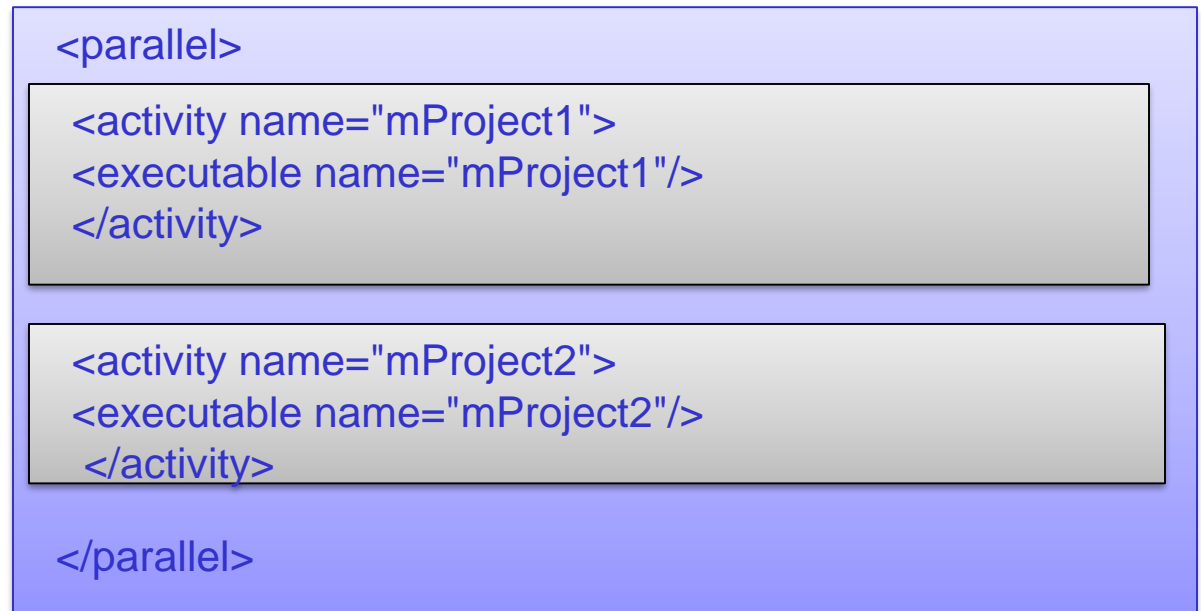 <parallel>
<activity name="mProject1">
<executable name="mProject1"/>
</activity>
<activity name="mProject2">
<executable name="mProject2"/>
</activity>
</parallel>